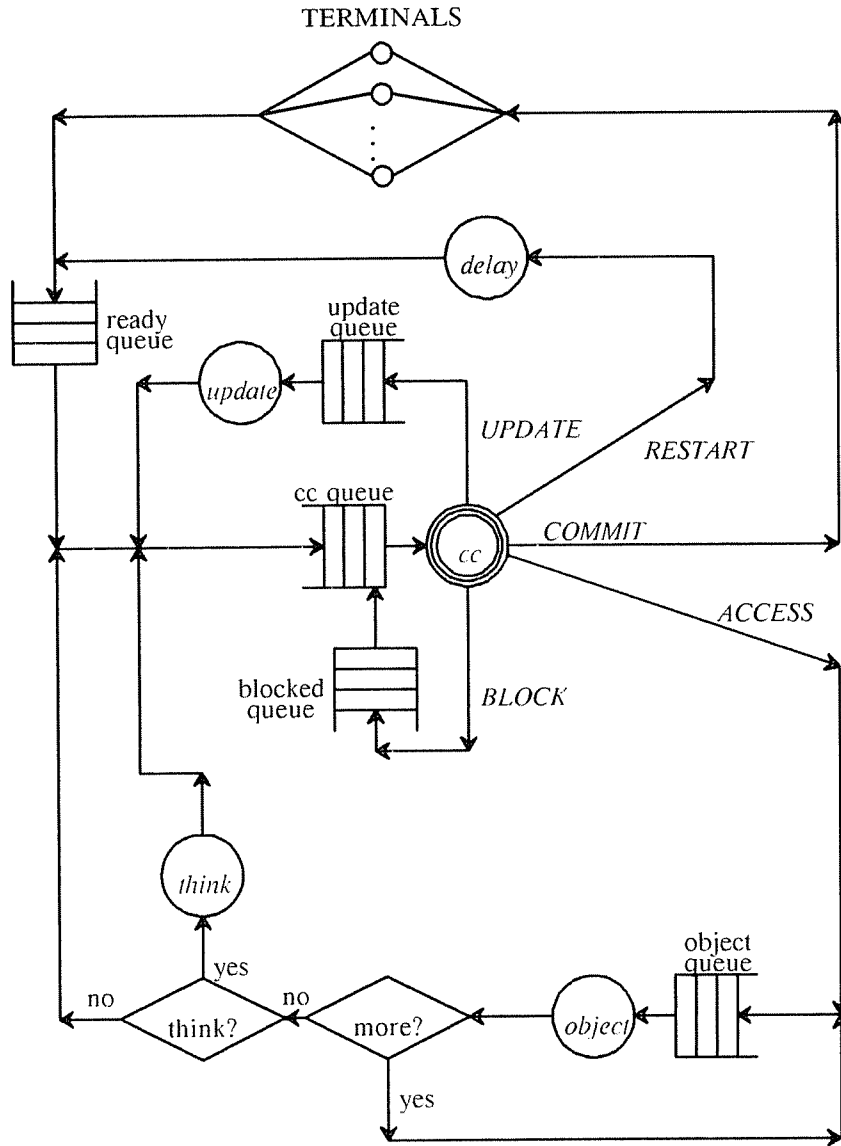 TERMINALS
delay
ready
queue
update
queue
update
UPDATE
RESTART
cc queue
cc
COMMIT
ACCESS
blocked
queue
BLOCK
think
yes
object
queue
no
think?
no
more?
object
yes